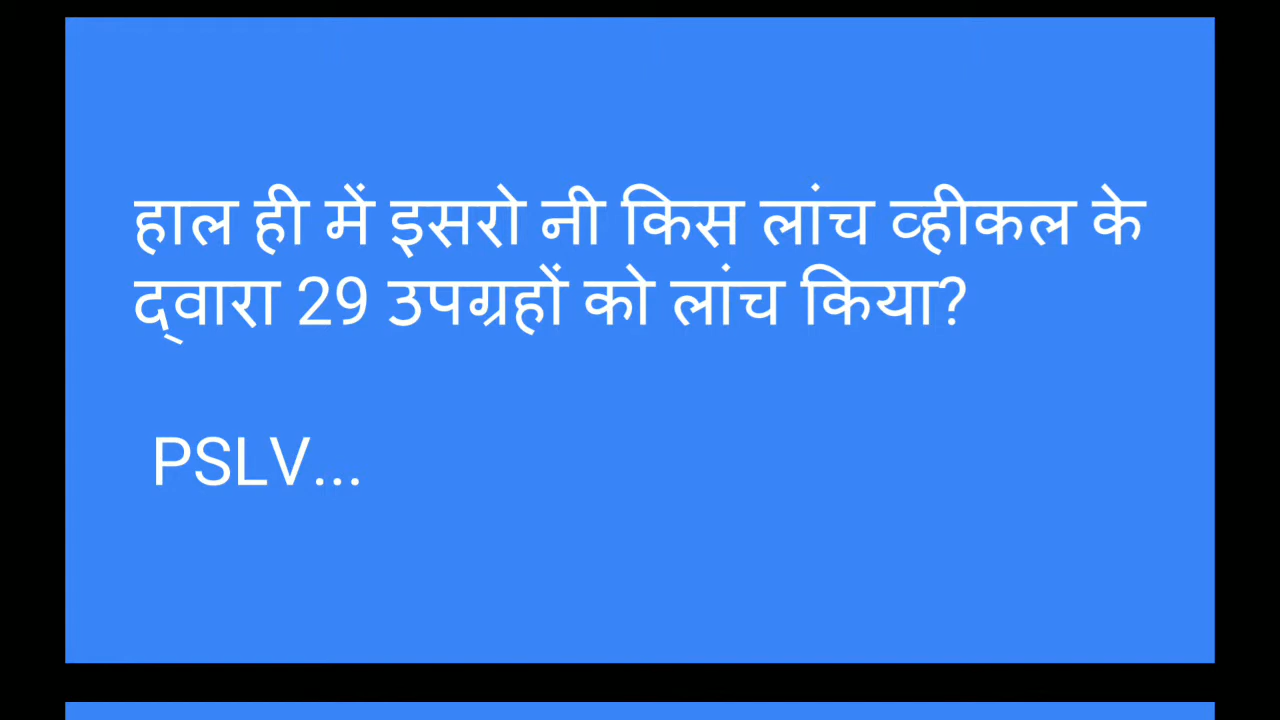 हाल ही में इसरो नी किस लांच व्हीकल के
द्वारा 29 उपग्रहों को लांच किया?
PSLV...